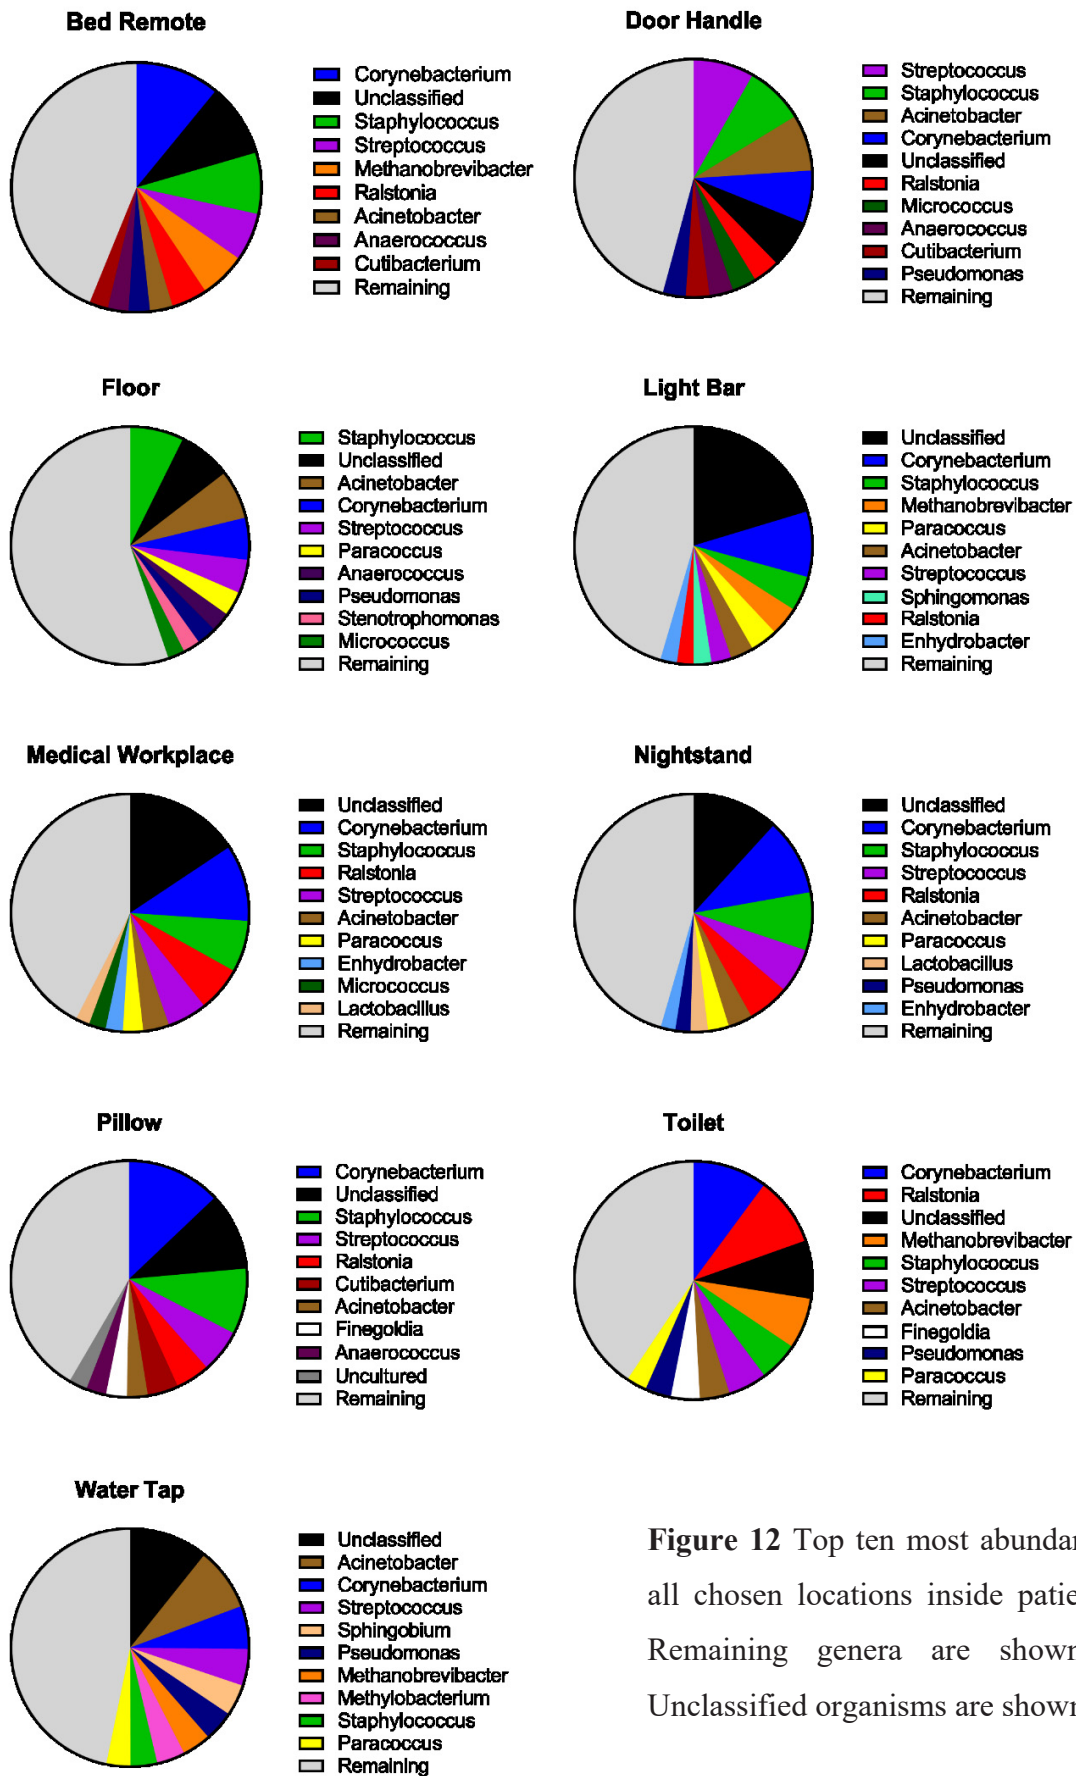 Bed Remote
Corynebacterium
Unclassified
Staphylococcus
Streptococcus
Methanobrevibacter
Ralstonia
Acinetobacter
Anaerococcus
Cutibacterium
Remaining
Door Handle
Streptococcus
Staphylococcus
Acinetobacter
Corynebacterium
Unclassified
Ralstonia
Micrococcus
Anaerococcus
Cutibacterium
Pseudomonas
Remaining
Floor
Staphylococcus
Unclassified
Acinetobacter
Corynebacterium
Streptococcus
Paracoccus
Anaerococcus
Pseudomonas
Stenotrophomonas
Micrococcus
Remaining
Light Bar
Unclassified
Corynebacterium
Staphylococcus
Methanobrevibacter
Paracoccus
Acinetobacter
Streptococcus
Sphingomonas
Ralstonia
Enhydrobacter
Remaining
Medical Workplace
Unclassified
Corynebacterium
Staphylococcus
Ralstonia
Streptococcus
Acinetobacter
Paracoccus
Enhydrobacter
Micrococcus
Lactobacillus
Remaining
Nightstand
Unclassified
Corynebacterium
Staphylococcus
Streptococcus
Ralstonia
Acinetobacter
Paracoccus
Lactobacillus
Pseudomonas
Enhydrobacter
Remaining
Pillow
Corynebacterium
Unclassified
Staphylococcus
Streptococcus
Ralstonia
Cutibacterium
Acinetobacter
Finegoldia
Anaerococcus
Uncultured
Remaining
Toilet
Corynebacterium
Ralstonia
Unclassified
Methanobrevibacter
Staphylococcus
Streptococcus
Acinetobacter
Finegoldia
Pseudomonas
Paracoccus
Remaining
Water Tap
Unclassified
Acinetobacter
Corynebacterium
Streptococcus
Sphingobium
Pseudomonas
Methanobrevibacter
Methylobacterium
Staphylococcus
Paracoccus
Remaining
Figure 12 Top ten most abundan
all chosen locations inside patie
Remaining genera are shown
Unclassified organisms are shown